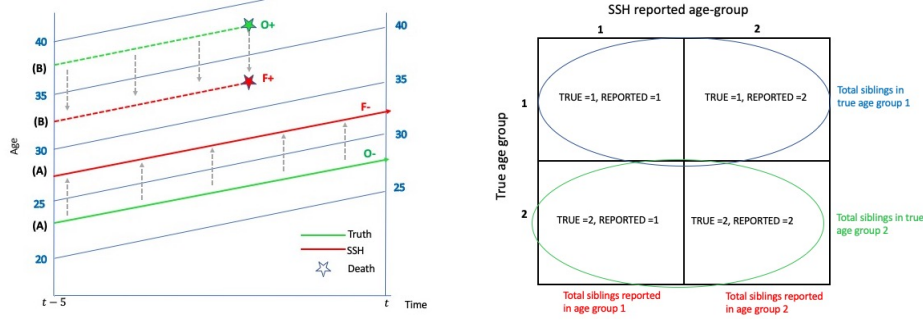 40
(B)
35
(B)
30
(A)
25
(A)
20
Age
O+
F+
F-
O-
40
35
30
25
Truth
SSH
Death
t − 5
t
Time
SSH reported age-group
1
2
True age group
1
2
TRUE =1, REPORTED =1
TRUE =1, REPORTED =2
TRUE =2, REPORTED =1
TRUE =2, REPORTED =2
Total siblings in
true age group 1
Total siblings in true
age group 2
Total siblings reported
in age group 1
Total siblings reported
in age group 2